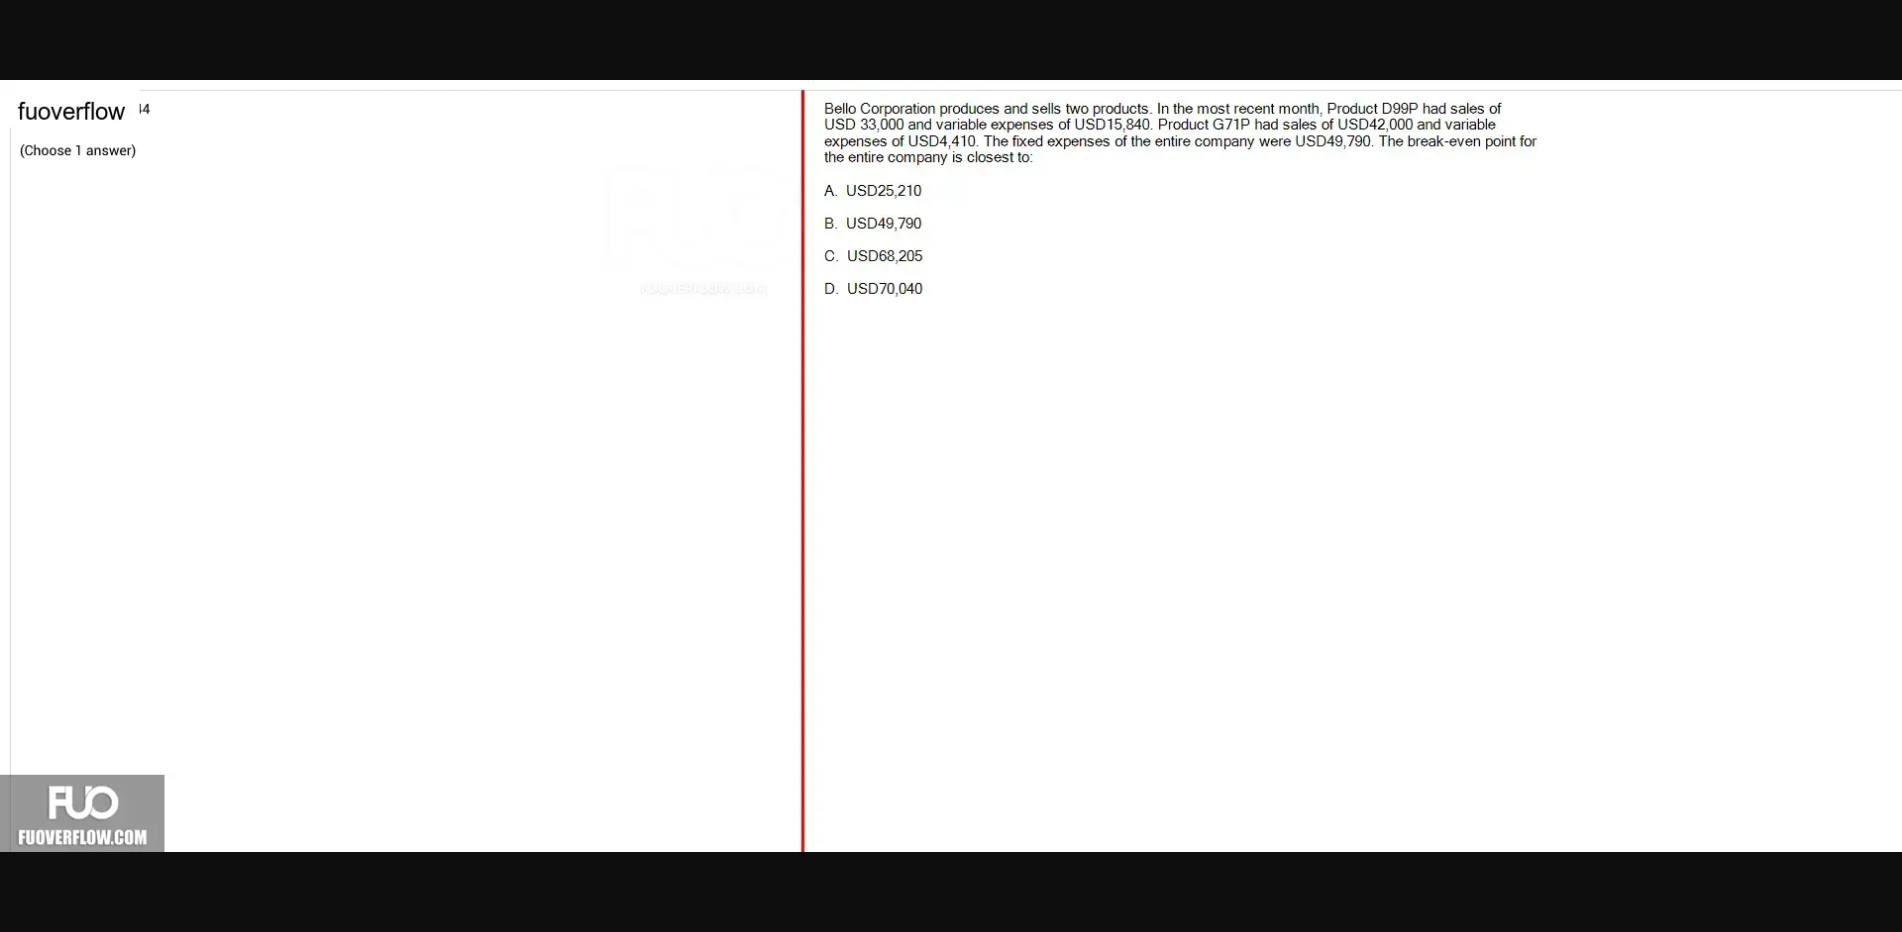 fuoverflow 44
(Choose 1 answer)
Bello Corporation produces and sells two products. In the most recent month, Product D99P had sales of
USD 33,000 and variable expenses of USD15,840. Product G71P had sales of USD42,000 and variable
expenses of USD4,410. The fixed expenses of the entire company were USD49,790. The break-even point for
the entire company is closest to:
A. USD25,210
B. USD49,790
C. USD68,205
D. USD70,040
FUOVERFLOW.COM
FUO
FUOVERFLOW.COM